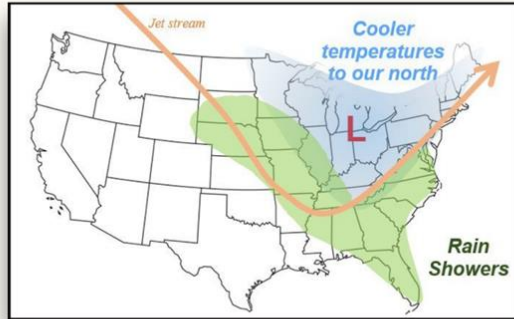 Jet stream
Cooler
temperatures
to our north
L
Rain
Showers